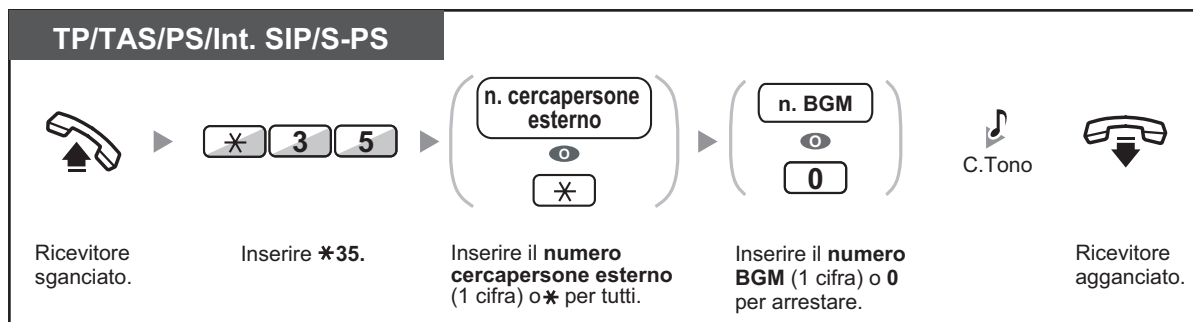 TP/TAS/PS/Int. SIP/S-PS
✳ 3 5
n. cercapersone
esterno
o
✳
n. BGM
o
0
C.Tono
Ricevitore
sganciato.
Inserire ✳35.
Inserire il numero
cercapersone esterno
(1 cifra) o ✳ per tutti.
Inserire il numero
BGM (1 cifra) o 0
per arrestare.
Ricevitore
agganciato.